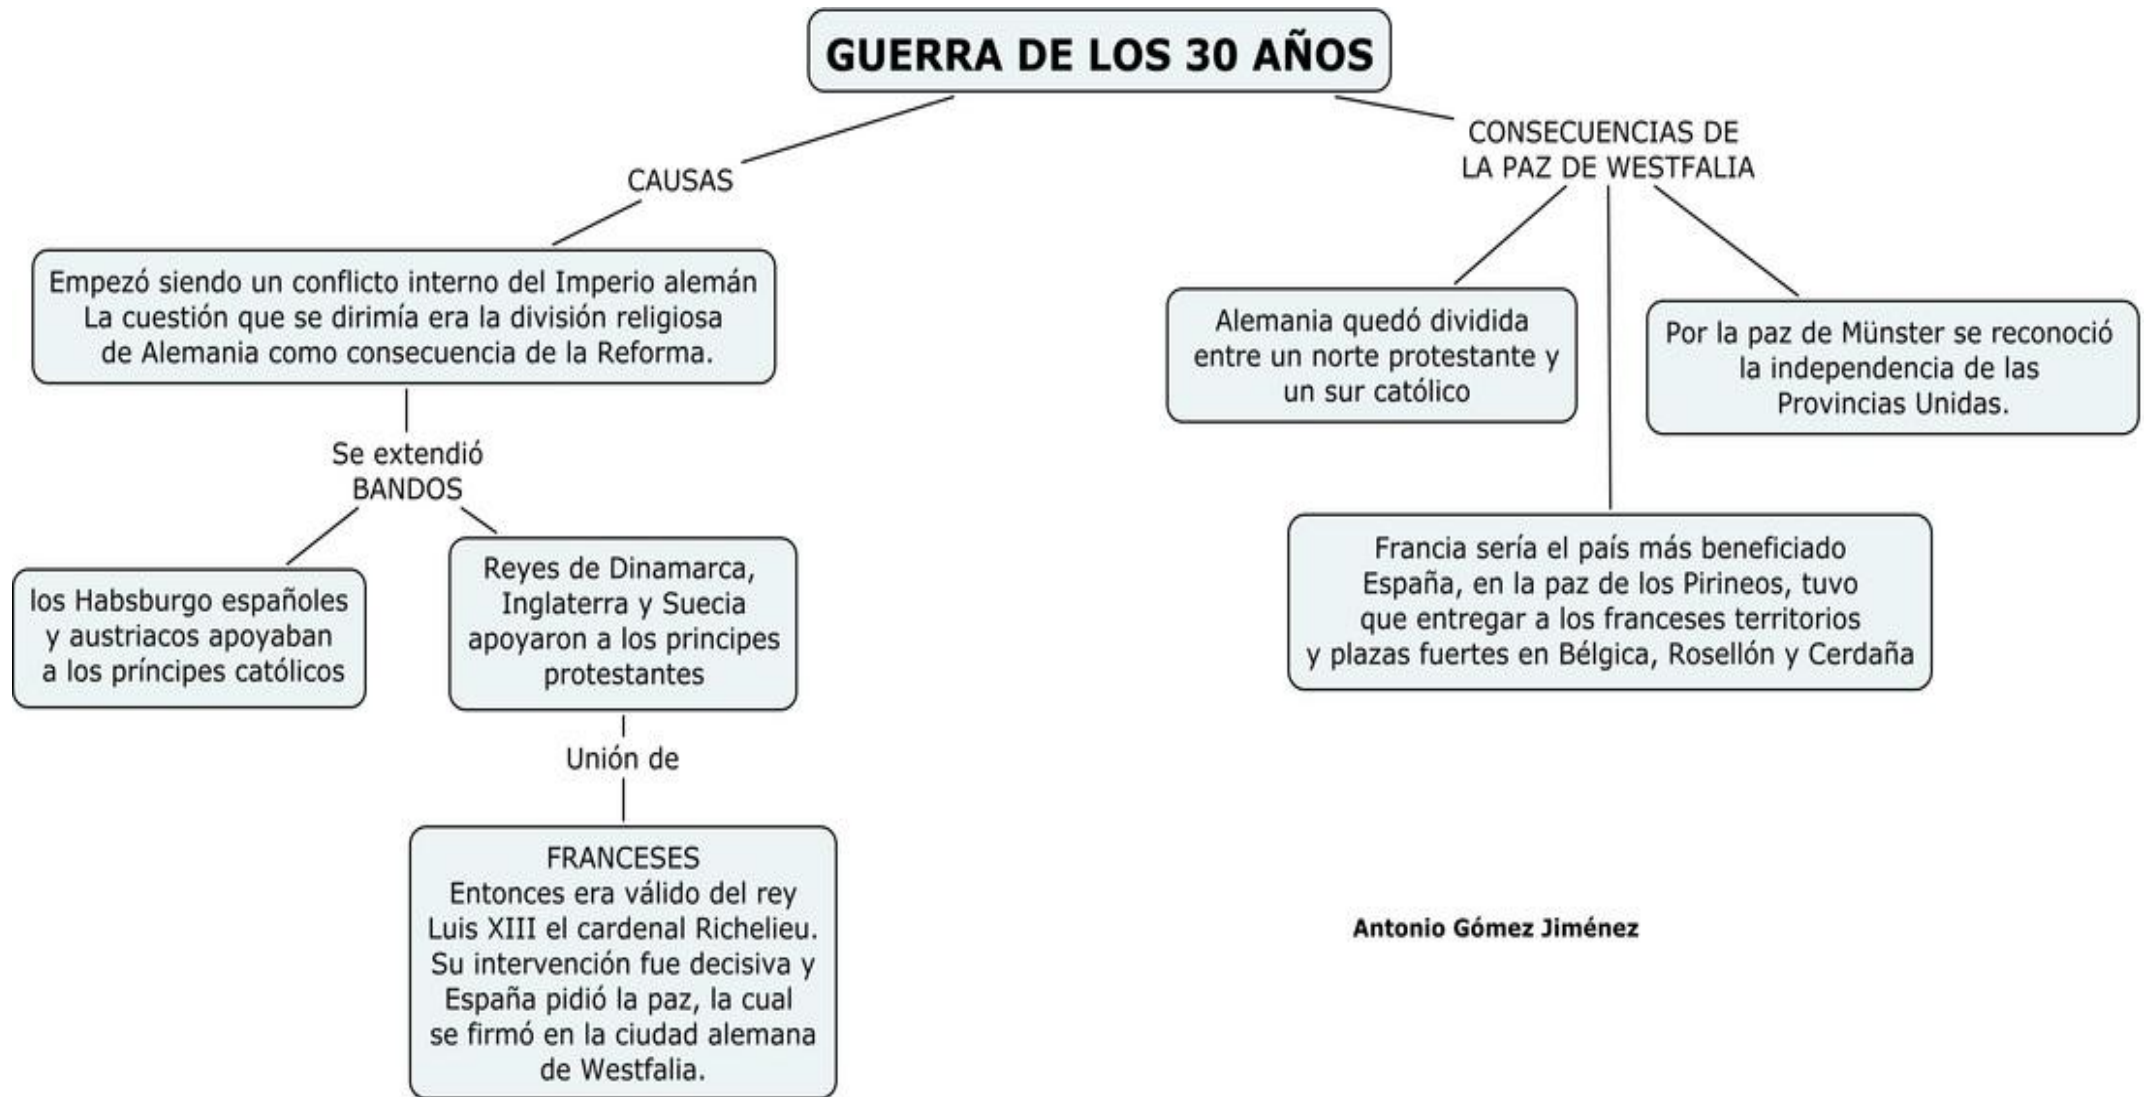 GUERRA DE LOS 30 AÑOS
CAUSAS
Empezó siendo un conflicto interno del Imperio alemán
La cuestión que se dirimía era la división religiosa
de Alemania como consecuencia de la Reforma.
Se extendió
BANDOS
los Habsburgo españoles
y austriacos apoyaban
a los príncipes católicos
Reyes de Dinamarca,
Inglaterra y Suecia
apoyaron a los principes
protestantes
Unión de
FRANCESES
Entonces era válido del rey
Luis XIII el cardenal Richelieu.
Su intervención fue decisiva y
España pidió la paz, la cual
se firmó en la ciudad alemana
de Westfalia.
CONSECUENCIAS DE
LA PAZ DE WESTFALIA
Alemania quedó dividida
entre un norte protestante y
un sur católico
Por la paz de Münster se reconoció
la independencia de las
Provincias Unidas.
Francia sería el país más beneficiado
España, en la paz de los Pirineos, tuvo
que entregar a los franceses territorios
y plazas fuertes en Bélgica, Rosellón y Cerdaña
Antonio Gómez Jiménez